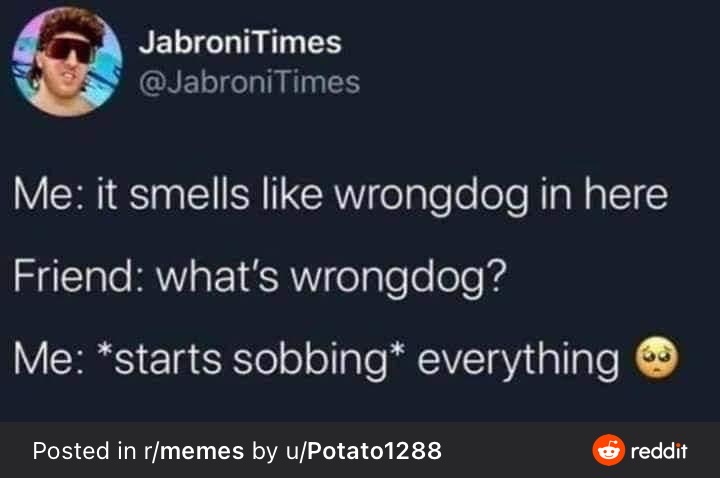 JabroniTimes
@JabroniTimes
Me: it smells like wrongdog in here
Friend: what's wrongdog?
Me: *starts sobbing* everything 🥺
Posted in r/memes by u/Potato1288
reddit